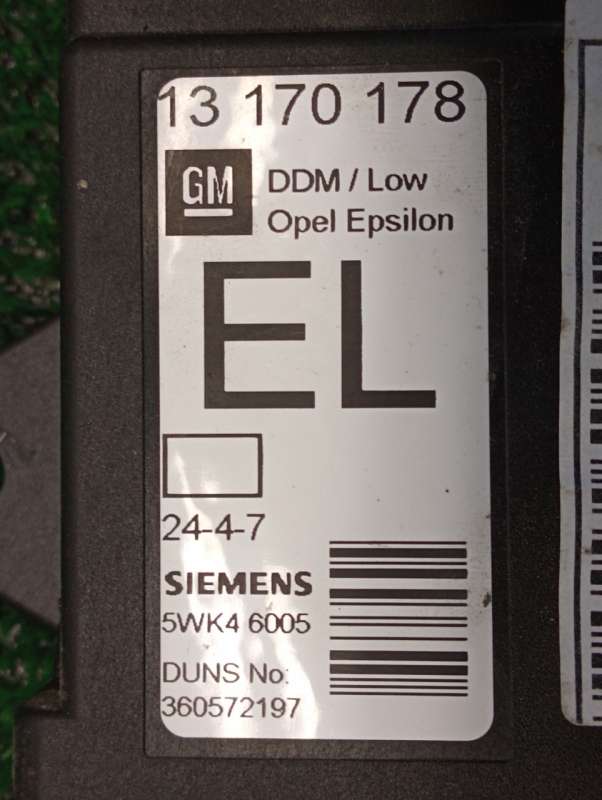 13 170 178
GM DDM / Low
Opel Epsilon
EL
24-4-7
SIEMENS
5WK4 6005
DUNS No:
360572197